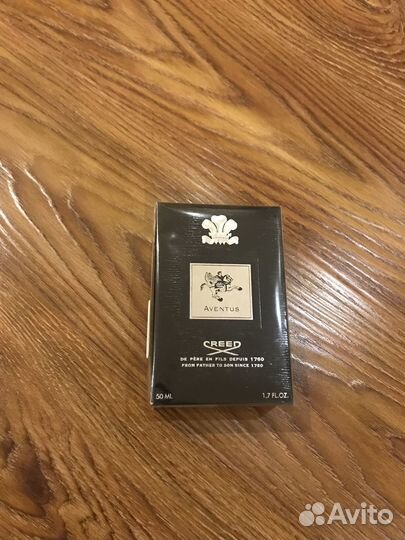 AVENTUS
CREED
DE PÈRE EN FILS DEPUIS 1760
FROM FATHER TO SON SINCE 1760
50 ML 1,7 FL.OZ.
Avito